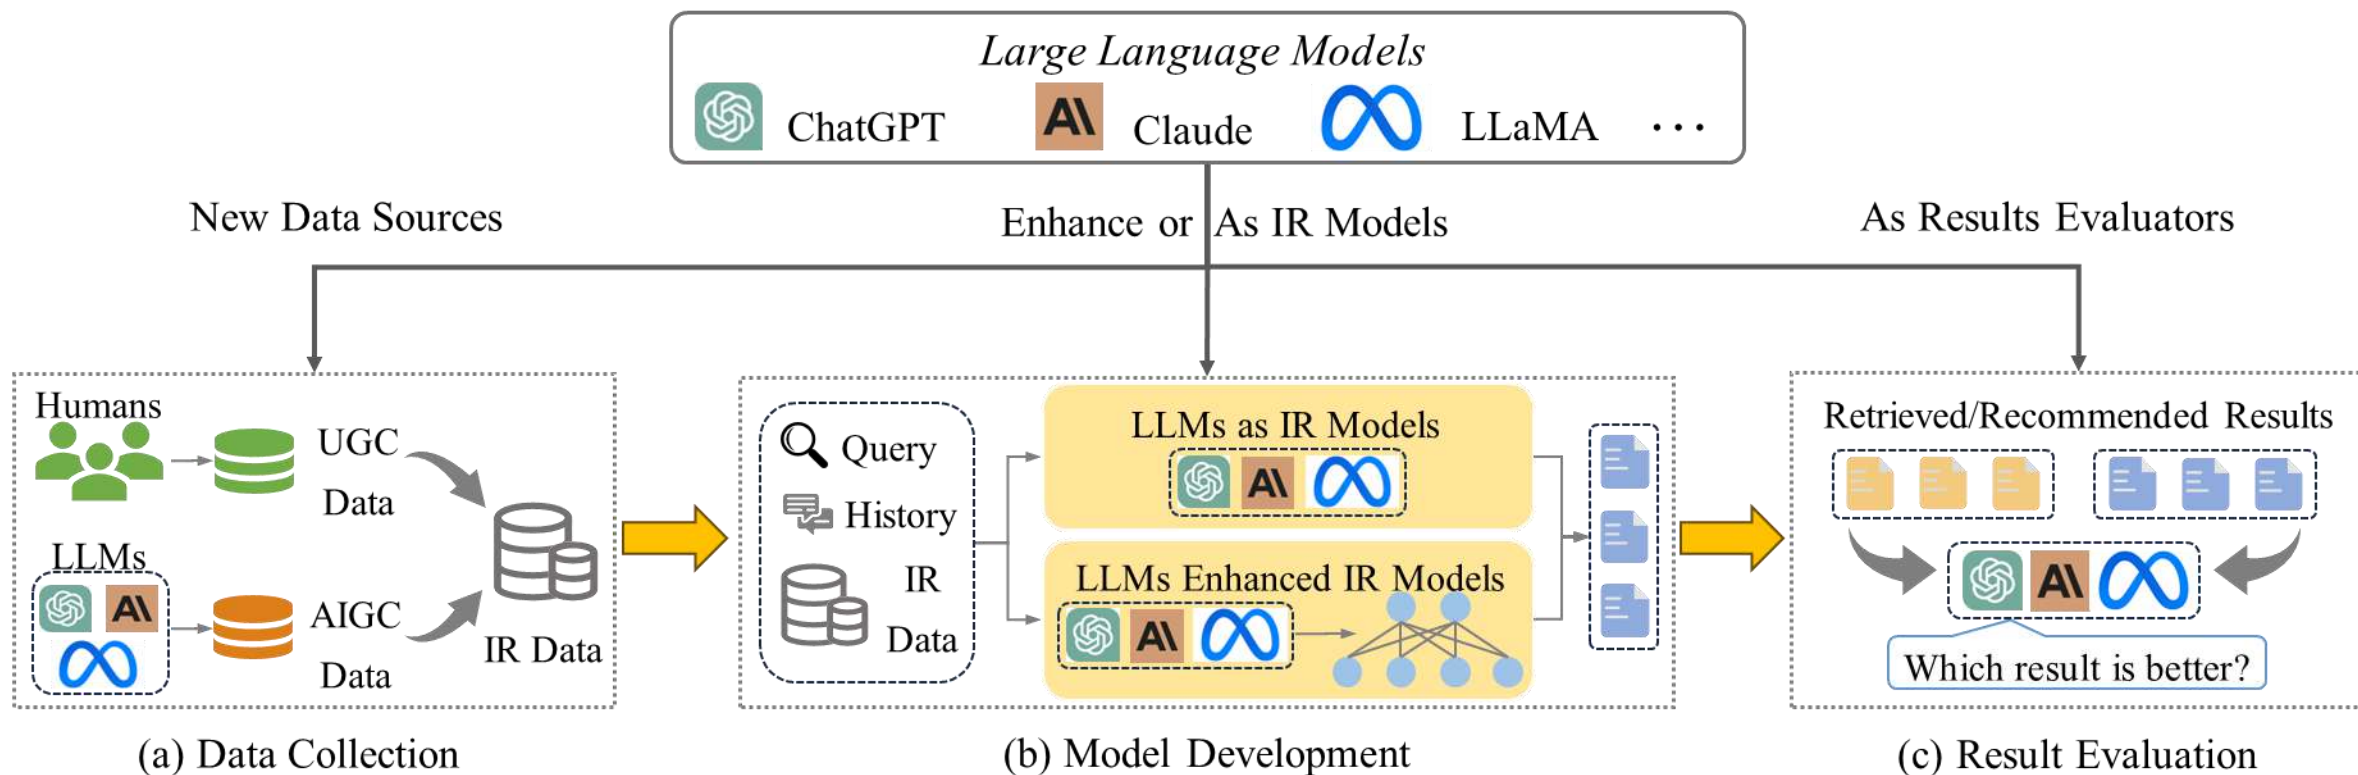 Large Language Models
ChatGPT
Claude
LLaMA
...
New Data Sources
Enhance or As IR Models
As Results Evaluators
Humans
UGC
Data
LLMs
AIGC
Data
IR Data
(a) Data Collection
Query
History
IR
Data
LLMs as IR Models
LLMs Enhanced IR Models
(b) Model Development
Retrieved/Recommended Results
Which result is better?
(c) Result Evaluation